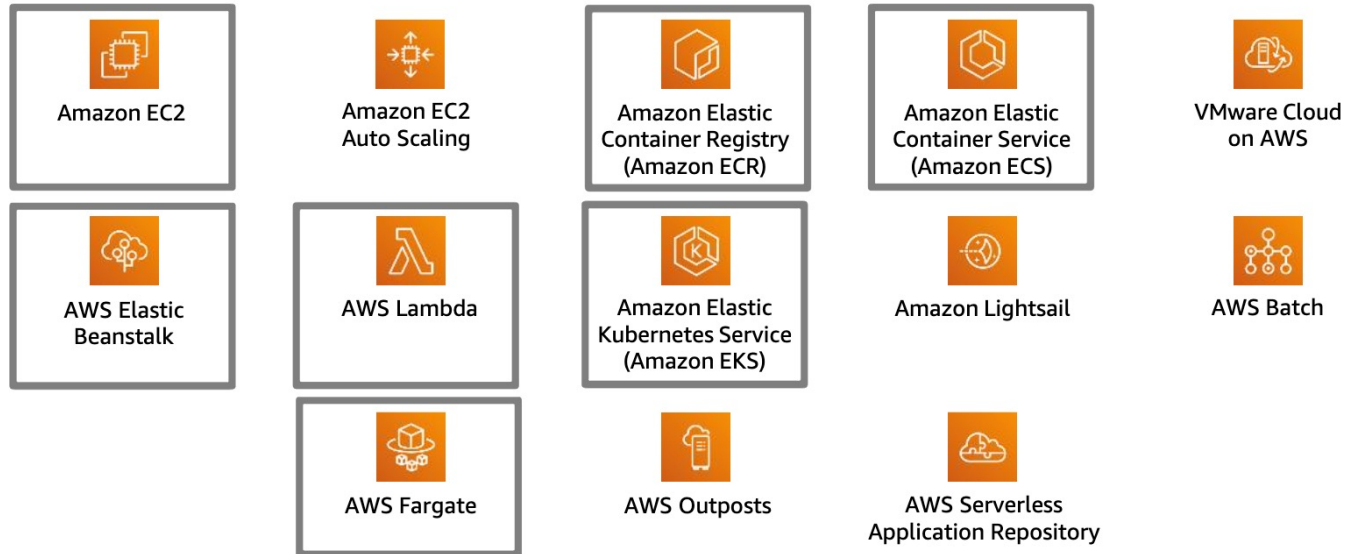 Amazon EC2
Amazon EC2
Auto Scaling
Amazon Elastic
Container Registry
(Amazon ECR)
Amazon Elastic
Container Service
(Amazon ECS)
VMware Cloud
on AWS
AWS Elastic
Beanstalk
AWS Lambda
K
Amazon Elastic
Kubernetes Service
(Amazon EKS)
Amazon Lightsail
AWS Batch
AWS Fargate
AWS Outposts
AWS Serverless
Application Repository